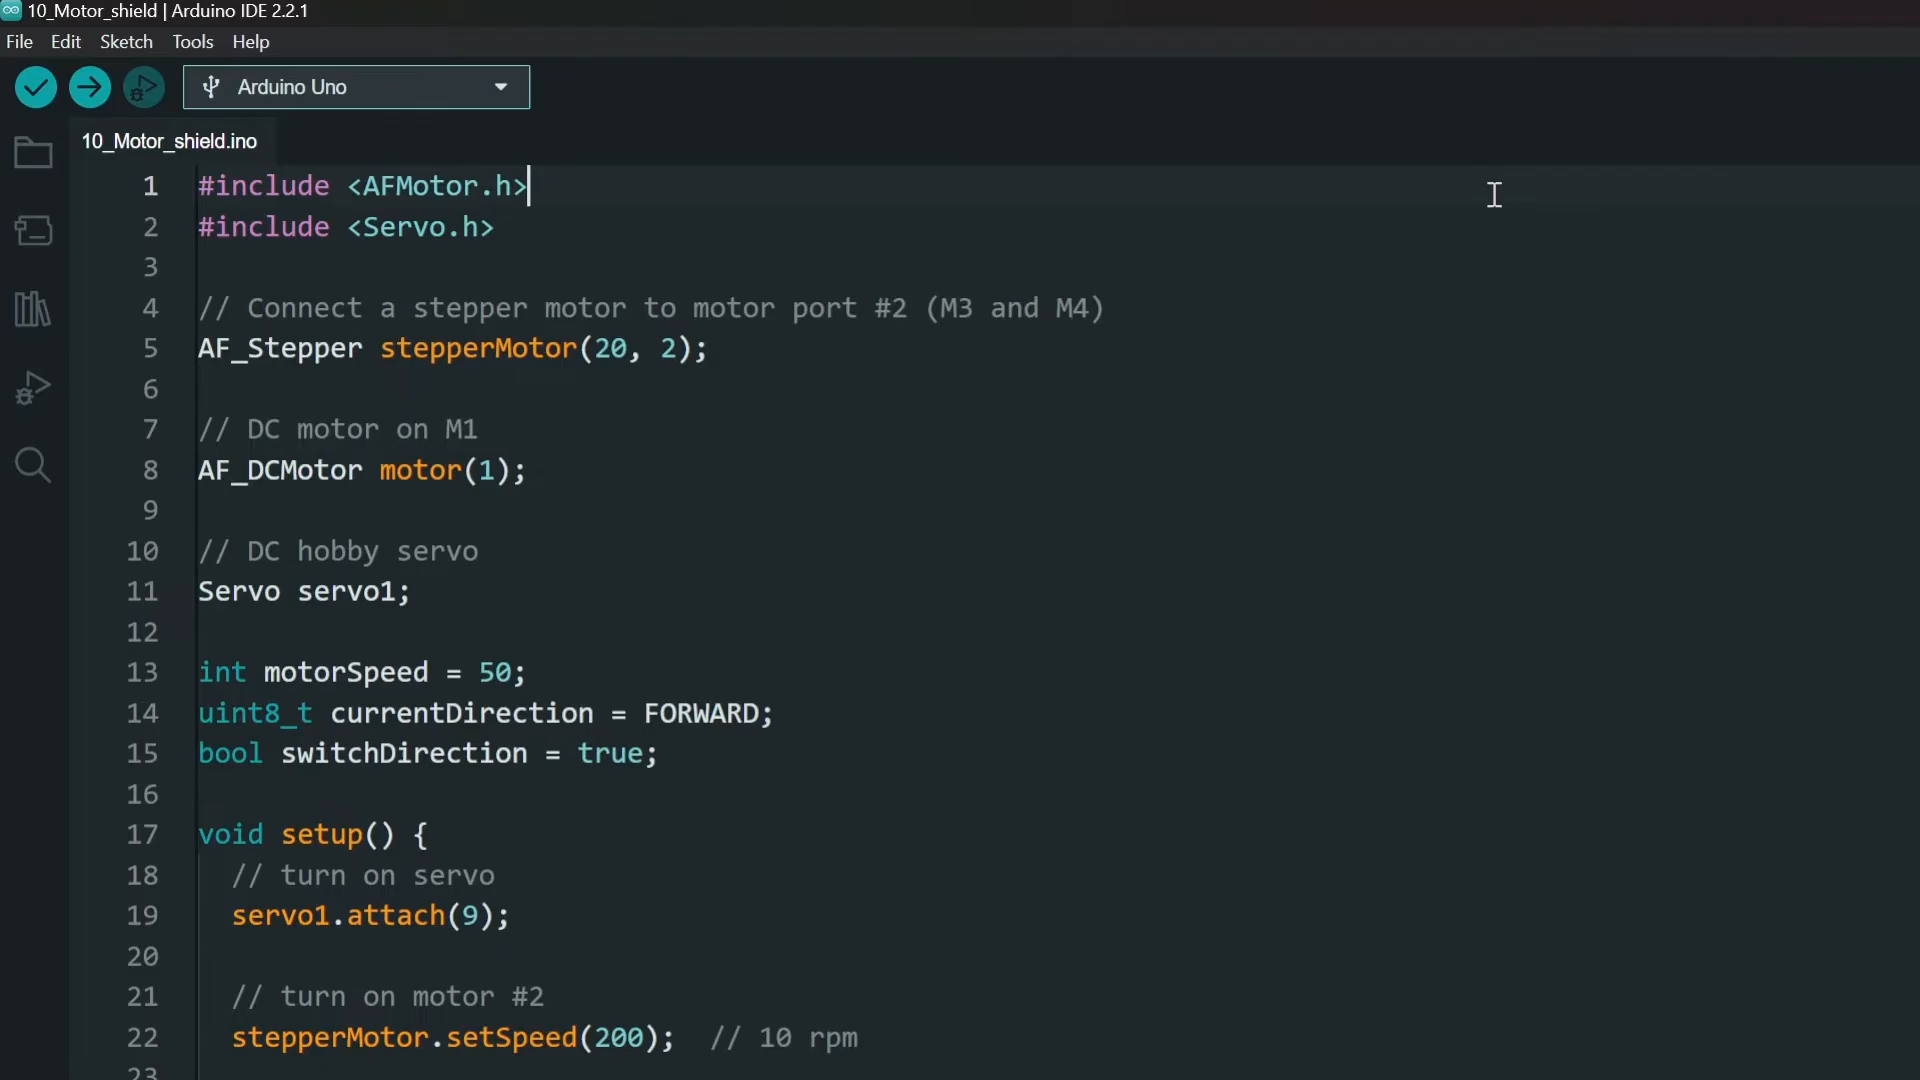 10_Motor_shield | Arduino IDE 2.2.1
File Edit Sketch Tools Help
Arduino Uno
10_Motor_shield.ino
1 #include <AFMotor.h>
2 #include <Servo.h>
3
4 // Connect a stepper motor to motor port #2 (M3 and M4)
5 AF_Stepper stepperMotor(20, 2);
6
7 // DC motor on M1
8 AF_DCMotor motor(1);
9
10 // DC hobby servo
11 Servo servo1;
12
13 int motorSpeed = 50;
14 uint8_t currentDirection = FORWARD;
15 bool switchDirection = true;
16
17 void setup() {
18 // turn on servo
19 servo1.attach(9);
20
21 // turn on motor #2
22 stepperMotor.setSpeed(200); // 10 rpm
23